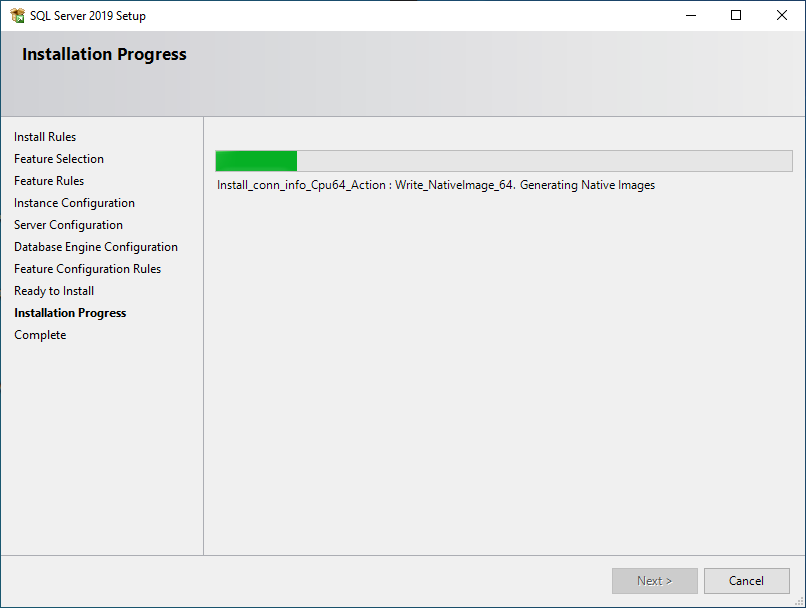 SQL Server 2019 Setup
Installation Progress
Install Rules
Feature Selection
Feature Rules
Instance Configuration
Server Configuration
Database Engine Configuration
Feature Configuration Rules
Ready to Install
Installation Progress
Complete
Install_conn_info_Cpu64_Action : Write_NativeImage_64. Generating Native Images
Next >
Cancel